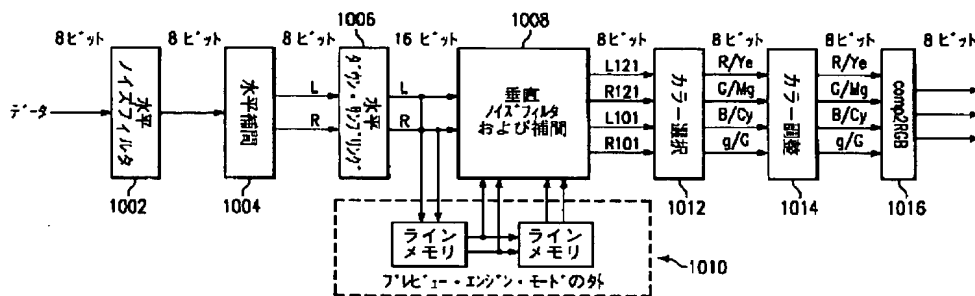 8ビット
8ビット
8ビット
16ビット
8ビット
8ビット
8ビット
8ビット
1006
1008
データ
水平
ノイズフィルタ
水平補間
L
R
水平
ダウン・サンプリング
L
R
垂直
ノイズフィルタ
および補間
L121
R121
L101
R101
カラー選択
R/Ye
G/Mg
B/Cy
g/G
カラー調整
R/Ye
G/Mg
B/Cy
g/G
comp2RGB
1002
1004
1012
1014
1016
ライン
メモリ
ライン
メモリ
1010
プレビュー・エンジン・モードの外